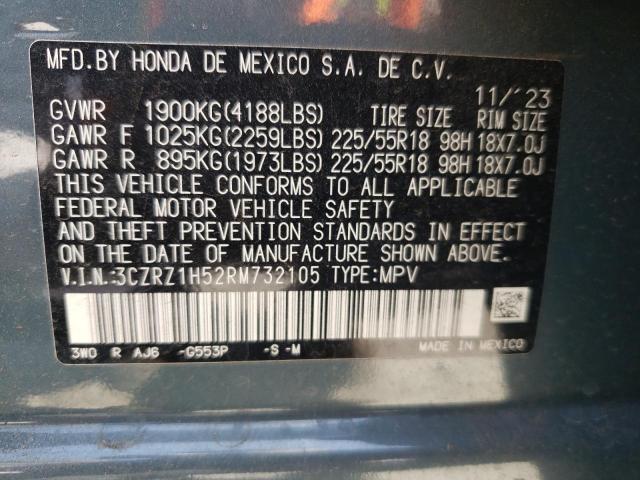 MFD.BY HONDA DE MEXICO S.A. DE C.V.
11/'23
GVWR 1900KG(4188LBS) TIRE SIZE RIM SIZE
GAWR F 1025KG(2259LBS) 225/55R18 98H 18X7.0J
GAWR R 895KG(1973LBS) 225/55R18 98H 18X7.0J
THIS VEHICLE CONFORMS TO ALL APPLICABLE
FEDERAL MOTOR VEHICLE SAFETY
AND THEFT PREVENTION STANDARDS IN EFFECT
ON THE DATE OF MANUFACTURE SHOWN ABOVE.
V.I.N.:3CZRZ1H52RM732105 TYPE:MPV
3W0 R AJ6 -G553P -S -M MADE IN MEXICO